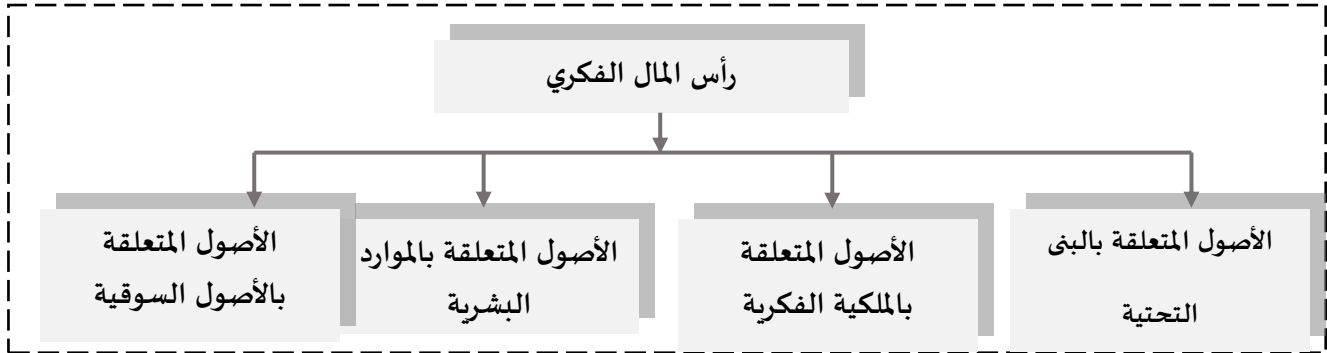 رأس المال الفكري
الأصول المتعلقة بالبنى
التحتية
الأصول المتعلقة
بالملكية الفكرية
الأصول المتعلقة بالموارد
البشرية
الأصول المتعلقة
بالأصول السوقية